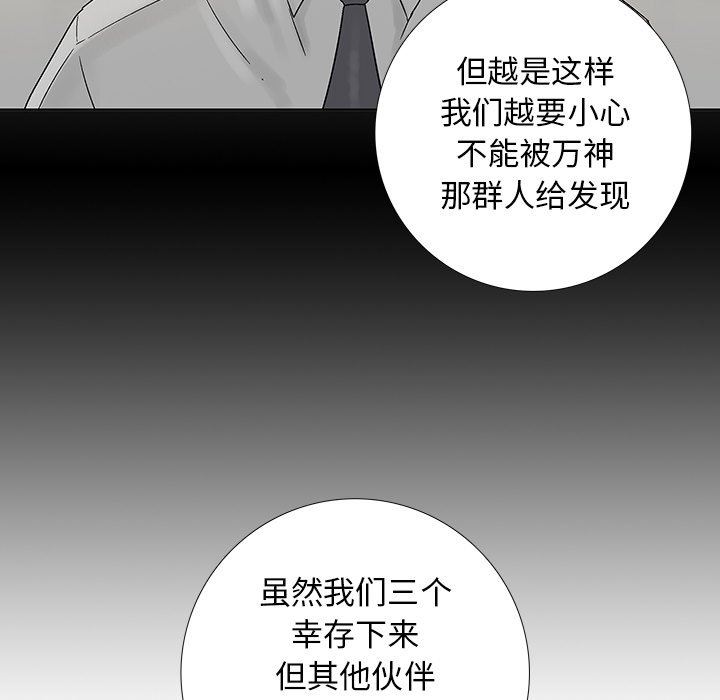 但越是这样
我们越要小心
不能被万神
那群人给发现
虽然我们三个
幸存下来
但其他伙伴